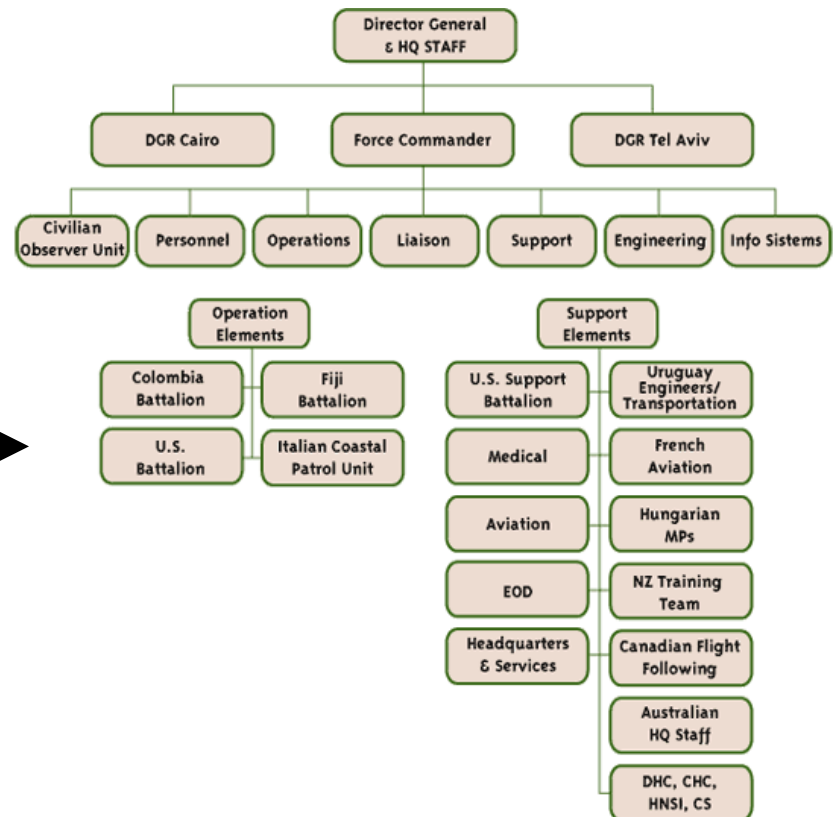 Director General
& HQ STAFF
DGR Cairo
Force Commander
DGR Tel Aviv
Civilian
Observer Unit
Personnel
Operations
Liaison
Support
Engineering
Info Sistems
Operation
Elements
Colombia
Battalion
Fiji
Battalion
U.S.
Battalion
Italian Coastal
Patrol Unit
Support
Elements
U.S. Support
Battalion
Uruguay
Engineers/
Transportation
Medical
French
Aviation
Aviation
Hungarian
MPs
EOD
NZ Training
Team
Headquarters
& Services
Canadian Flight
Following
Australian
HQ Staff
DHC, CHC,
HNSI, CS